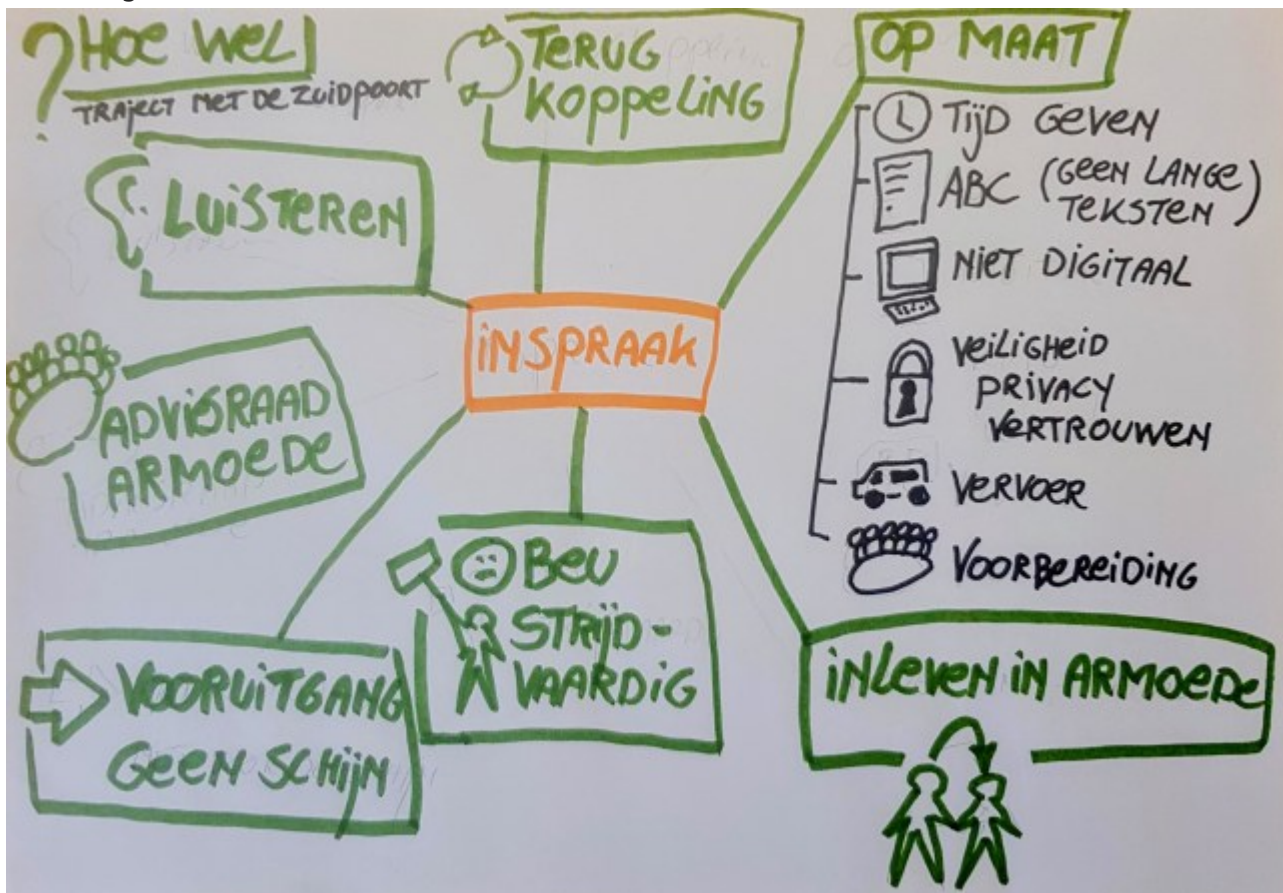 ? HOE WEL
TRAJECT MET DE ZUIDPOORT
TERUG
KOPPELING
OP MAAT
TIJD GEVEN
ABC (GEEN LANGE
TEKSTEN)
NIET DIGITAAL
VEILIGHEID
PRIVACY
VERTROUWEN
VERVOER
VOORBEREIDING
LUISTEREN
INSPRAAK
ADVIESRAAD
ARMOEDE
BEU
STRIJD-
VAARDIG
VOORUITGANG
GEEN SCHIJN
INLEVEN IN ARMOEDE